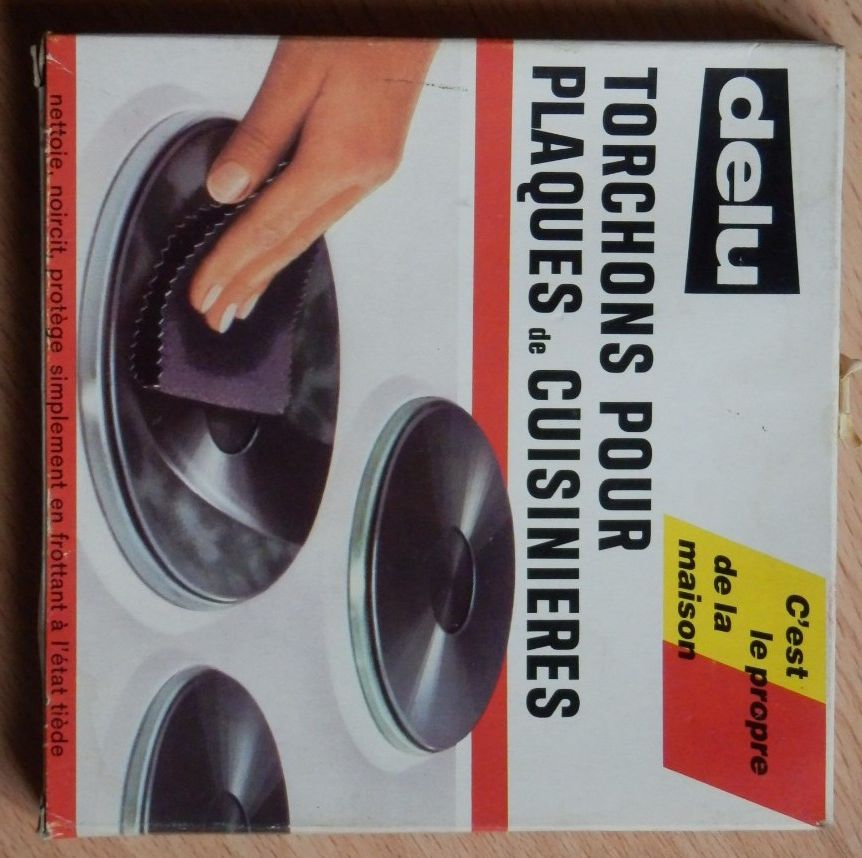 delu
TORCHONS POUR
PLAQUES de CUISINIERES
C'est
le propre
de la
maison
nettoie, noircit, protège simplement en frottant à l'état tiède